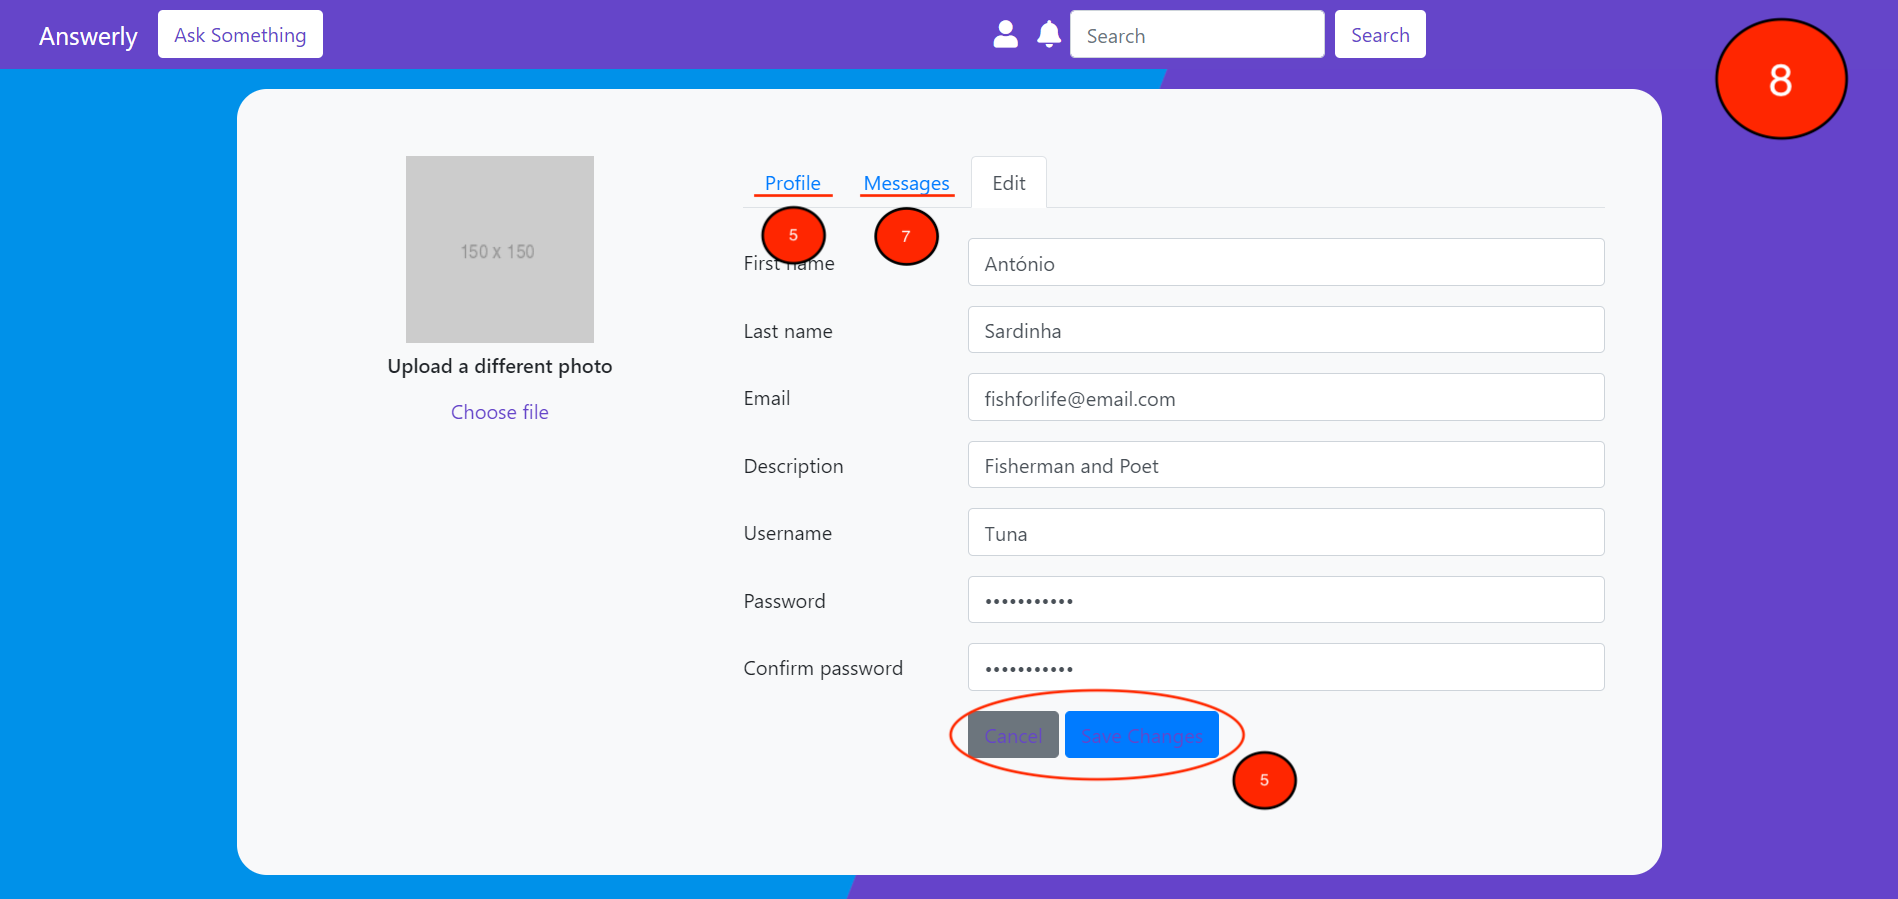 Answerly Ask Something Search Search
8
Profile Messages Edit
5 7
150 x 150
First name António
Last name Sardinha
Upload a different photo
Email fishforlife@email.com
Choose file
Description Fisherman and Poet
Username Tuna
Password •••••••••••
Confirm password •••••••••••
Cancel Save Changes
5